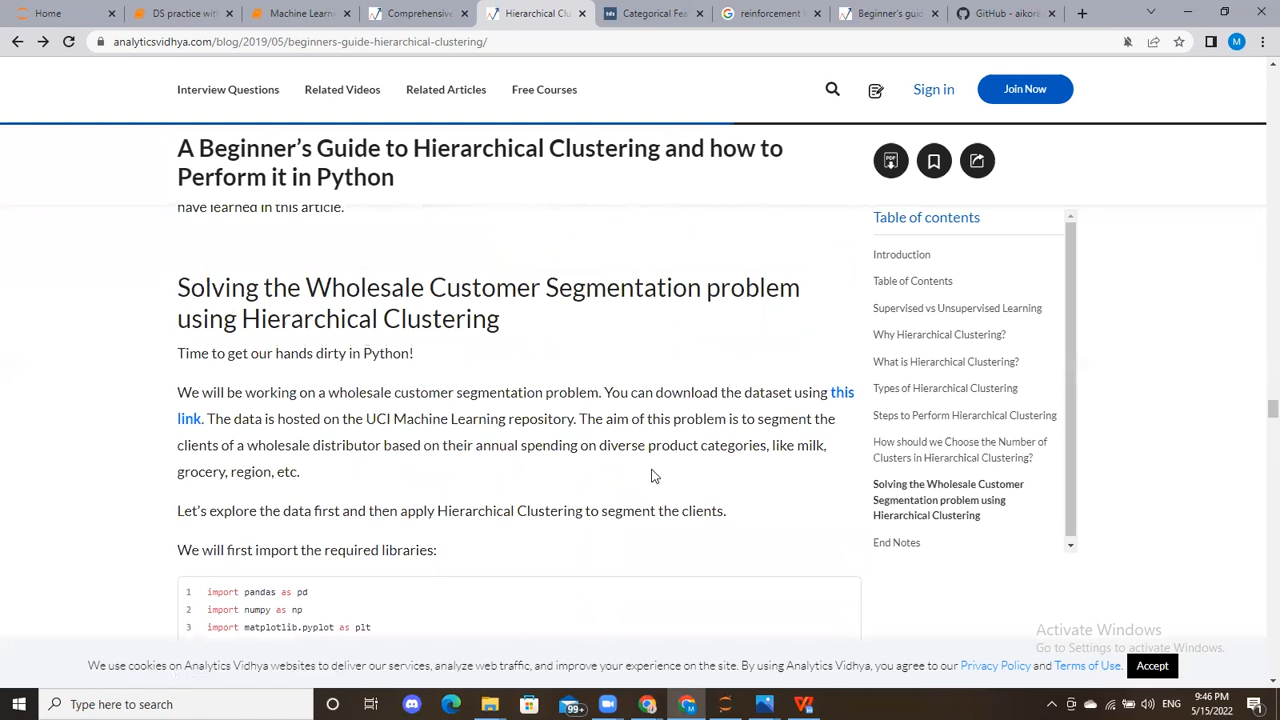 Home
DS practice wit
Machine Learn
Comprehensive
Hierarchical Clu
Categorical Fea
reinforcement l
Beginner's guid
GitHub - aikore
analyticsvidhya.com/blog/2019/05/beginners-guide-hierarchical-clustering/
M
Interview Questions
Related Videos
Related Articles
Free Courses
Sign in
Join Now
A Beginner's Guide to Hierarchical Clustering and how to
Perform it in Python
PDF
have learned in this article.
Solving the Wholesale Customer Segmentation problem
using Hierarchical Clustering
Time to get our hands dirty in Python!
We will be working on a wholesale customer segmentation problem. You can download the dataset using this
link. The data is hosted on the UCI Machine Learning repository. The aim of this problem is to segment the
clients of a wholesale distributor based on their annual spending on diverse product categories, like milk,
grocery, region, etc.
Let's explore the data first and then apply Hierarchical Clustering to segment the clients.
We will first import the required libraries:
1 import pandas as pd
2 import numpy as np
3 import matplotlib.pyplot as plt
Table of contents
Introduction
Table of Contents
Supervised vs Unsupervised Learning
Why Hierarchical Clustering?
What is Hierarchical Clustering?
Types of Hierarchical Clustering
Steps to Perform Hierarchical Clustering
How should we Choose the Number of
Clusters in Hierarchical Clustering?
Solving the Wholesale Customer
Segmentation problem using
Hierarchical Clustering
End Notes
Activate Windows
Go to Settings to activate Windows.
We use cookies on Analytics Vidhya websites to deliver our services, analyze web traffic, and improve your experience on the site. By using Analytics Vidhya, you agree to our Privacy Policy and Terms of Use. Accept
Type here to search
99+
ENG
9:46 PM
5/15/2022